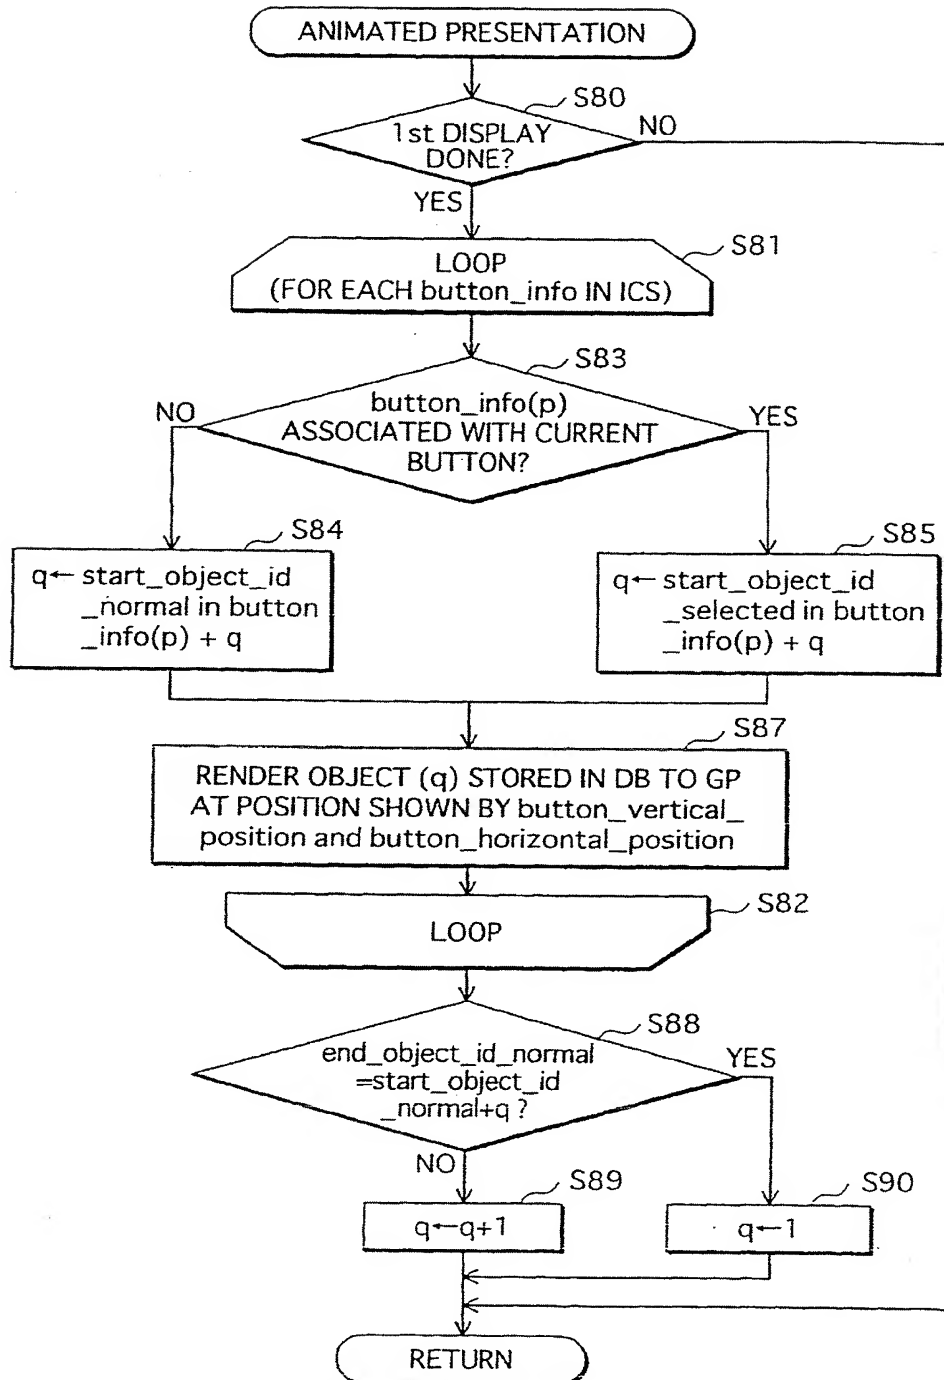 ANIMATED PRESENTATION
S80
1st DISPLAY
DONE?
NO
YES
S81
LOOP
(FOR EACH button_info IN ICS)
S83
button_info(p)
ASSOCIATED WITH CURRENT
BUTTON?
NO
YES
S84
q← start_object_id
_normal in button
_info(p) + q
S85
q← start_object_id
_selected in button
_info(p) + q
S87
RENDER OBJECT (q) STORED IN DB TO GP
AT POSITION SHOWN BY button_vertical_
position and button_horizontal_position
S82
LOOP
S88
end_object_id_normal
=start_object_id
_normal+q ?
YES
NO
S89
q←q+1
S90
q←1
RETURN